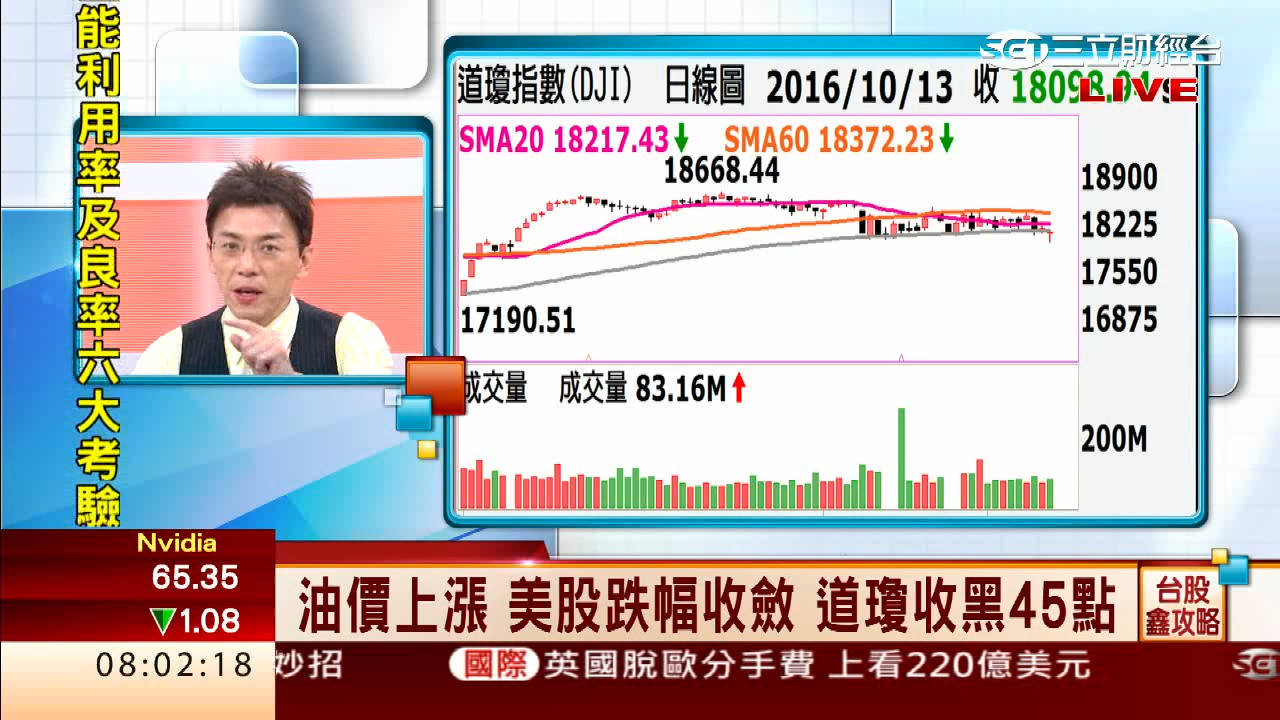 能利用率及良率六大考驗
三立財經台
LIVE
道瓊指數(DJI) 日線圖 2016/10/13 收
SMA20 18217.43↓ SMA60 18372.23↓
18668.44
18900
18225
17550
16875
17190.51
成交量 成交量 83.16M↑
200M
Nvidia
65.35
▼1.08
油價上漲 美股跌幅收斂 道瓊收黑45點
台股
鑫攻略
08:02:18
妙招 國際 英國脫歐分手費 上看220億美元